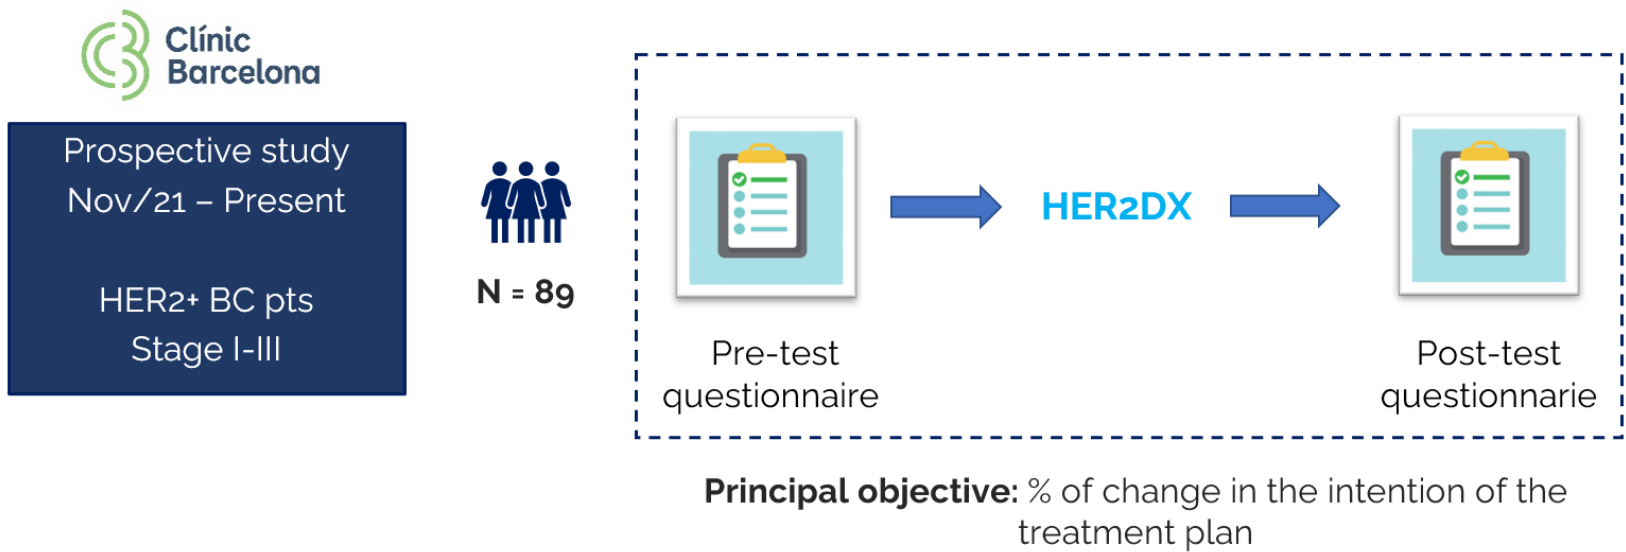 Clínic
Barcelona
Prospective study
Nov/21 – Present
HER2+ BC pts
Stage I-III
N = 89
Pre-test
questionnaire
HER2DX
Post-test
questionnarie
Principal objective: % of change in the intention of the
treatment plan